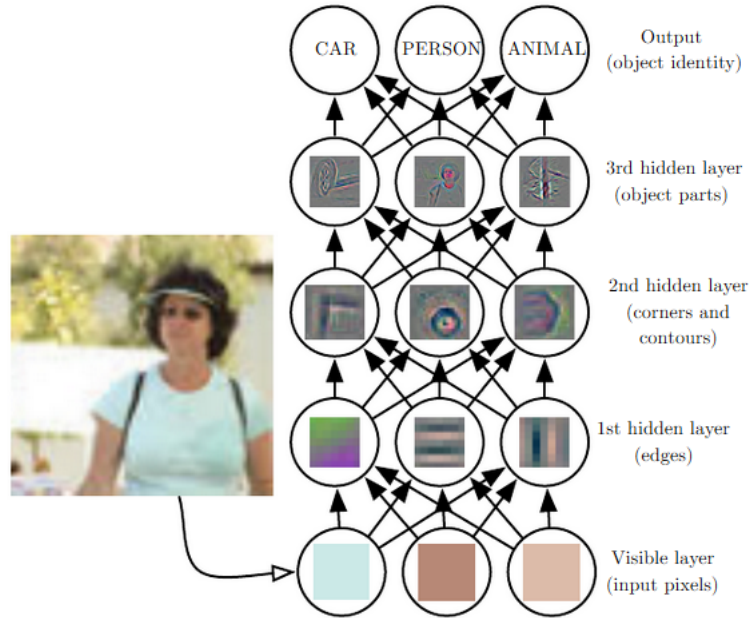 CAR
PERSON
ANIMAL
Output
(object identity)
3rd hidden layer
(object parts)
2nd hidden layer
(corners and
contours)
1st hidden layer
(edges)
Visible layer
(input pixels)